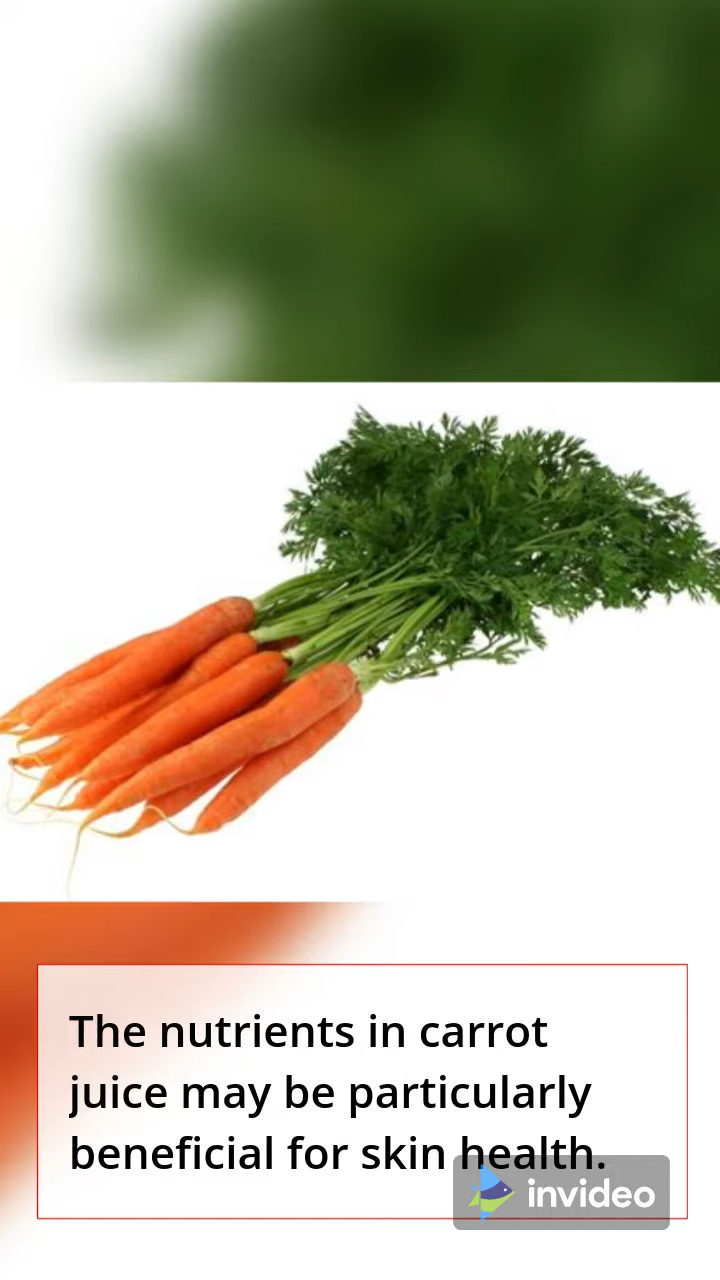 The nutrients in carrot
juice may be particularly
beneficial for skin health.
invideo